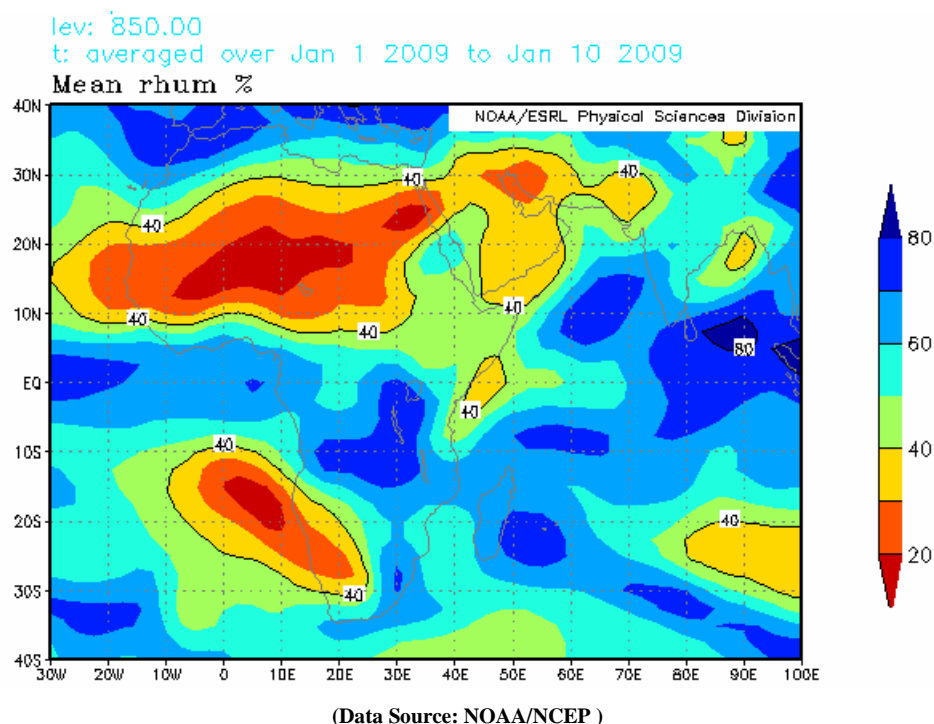 lev: 850.00
t: averaged over Jan 1 2009 to Jan 10 2009
Mean rhum %
NOAA/ESRL Physical Sciences Division
40N
30N
20N
10N
EQ
10S
20S
30S
40S
30W 20W 10W 0 10E 20E 30E 40E 50E 60E 70E 80E 90E 100E
40 40 40
40
40 40 40
80
40
40
40
40
80
60
40
20
(Data Source: NOAA/NCEP )